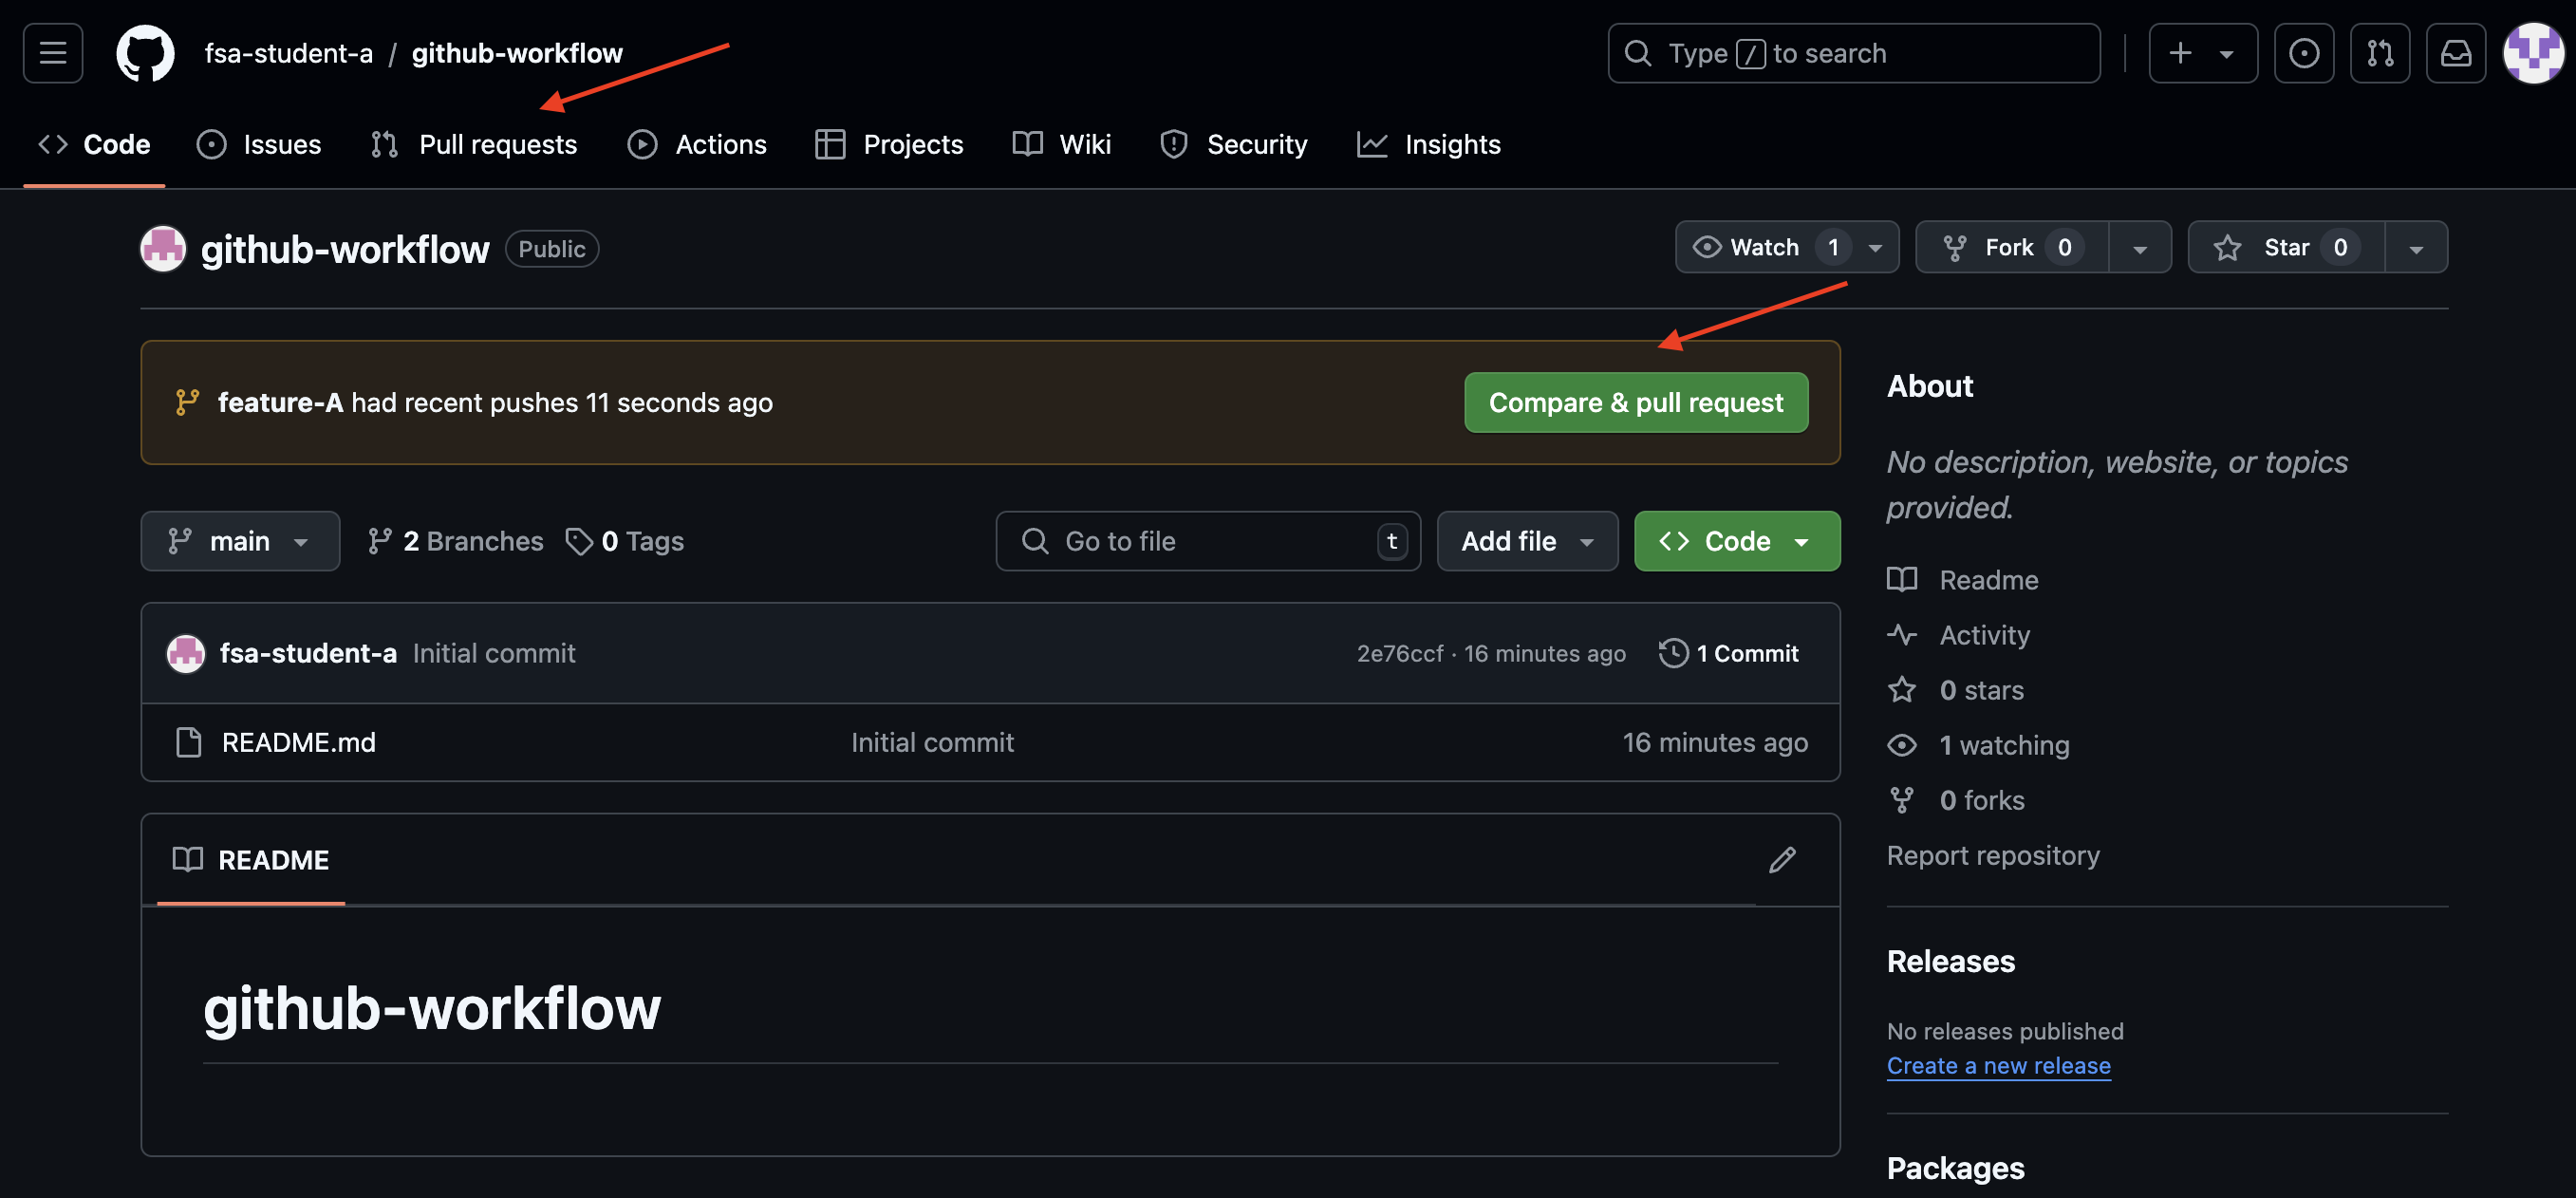 fsa-student-a / github-workflow
Type / to search
Code Issues Pull requests Actions Projects Wiki Security Insights
github-workflow Public
Watch 1 Fork 0 Star 0
feature-A had recent pushes 11 seconds ago
Compare & pull request
main 2 Branches 0 Tags
Go to file t
Add file
Code
fsa-student-a Initial commit
2e76ccf · 16 minutes ago
1 Commit
README.md Initial commit 16 minutes ago
README
github-workflow
About
No description, website, or topics
provided.
Readme
Activity
0 stars
1 watching
0 forks
Report repository
Releases
No releases published
Create a new release
Packages